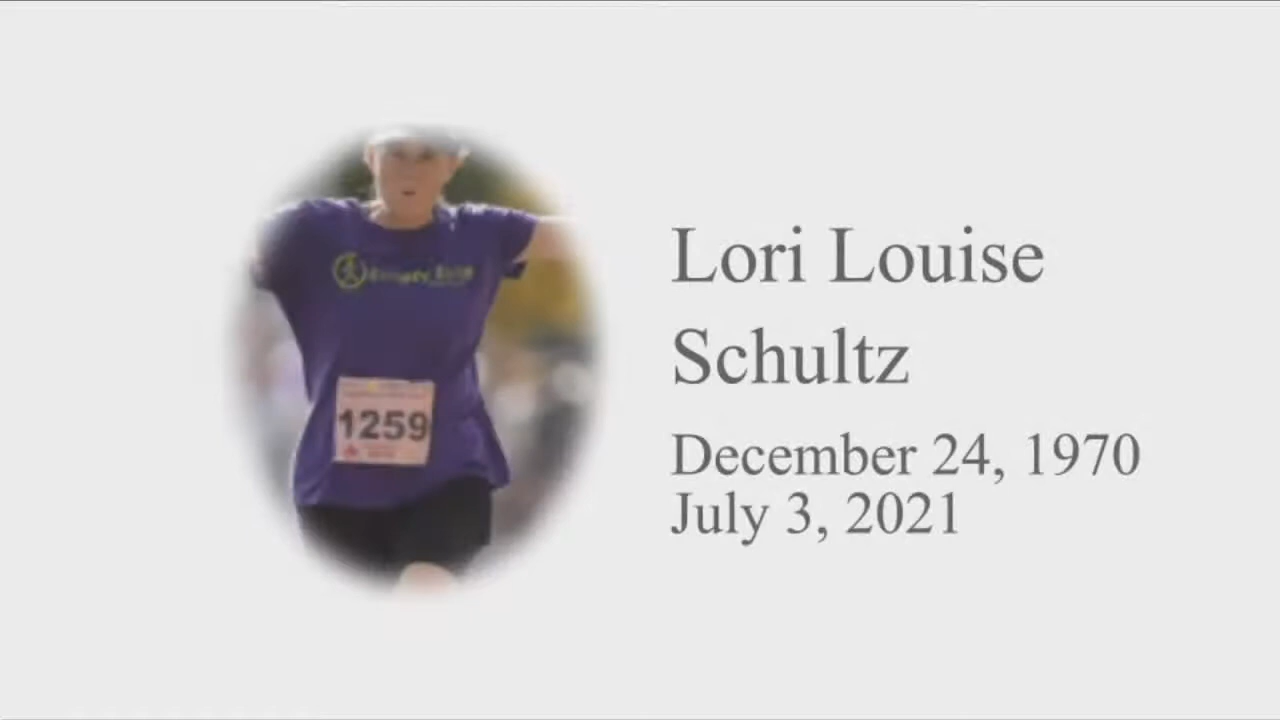 1259
Lori Louise
Schultz
December 24, 1970
July 3, 2021